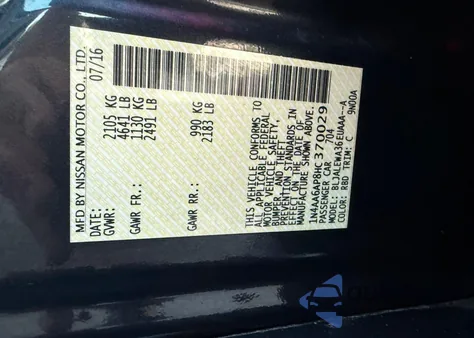 MFD BY NISSAN MOTOR CO., LTD.
DATE: 07/16
GVWR: 2105 KG
4641 LB
GAWR FR.: 1130 KG
2491 LB
GAWR RR: 990 KG
2183 LB
THIS VEHICLE CONFORMS TO
ALL APPLICABLE FEDERAL
MOTOR VEHICLE SAFETY,
BUMPER, AND THEFT
PREVENTION STANDARDS IN
EFFECT ON THE DATE OF
MANUFACTURE SHOWN ABOVE.
1N4AA6AP8HC370029
PASSENGER CAR 704
MODEL: BLJALEWA36EUAAA-A
COLOR: RBD TRIM: C 9N00A